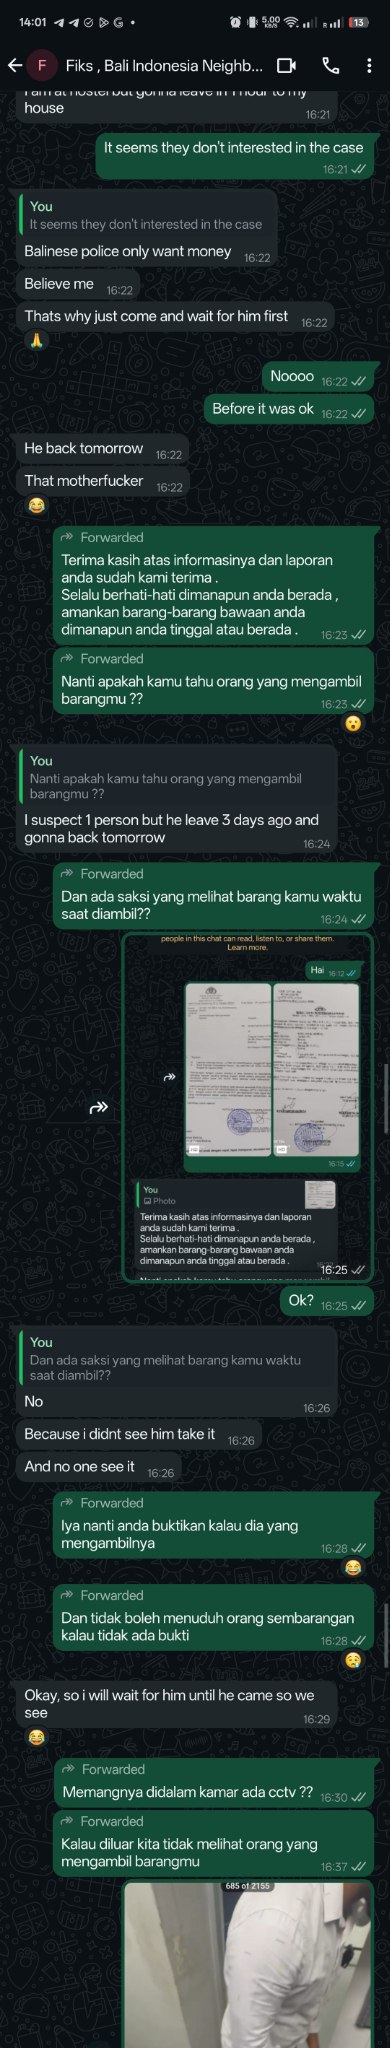 14:01
5.00
KB/S
R
13
F
Fiks , Bali Indonesia Neighb...
I am at hostel but gonna leave in 1 hour to my
house
16:21
It seems they don't interested in the case
16:21
You
It seems they don't interested in the case
Balinese police only want money
16:22
Believe me
16:22
Thats why just come and wait for him first
16:22
🙏
Noooo
16:22
Before it was ok
16:22
He back tomorrow
16:22
That motherfucker
16:22
😂
Forwarded
Terima kasih atas informasinya dan laporan
anda sudah kami terima .
Selalu berhati-hati dimanapun anda berada ,
amankan barang-barang bawaan anda
dimanapun anda tinggal atau berada .
16:23
Forwarded
Nanti apakah kamu tahu orang yang mengambil
barangmu ??
16:23
😮
You
Nanti apakah kamu tahu orang yang mengambil
barangmu ??
I suspect 1 person but he leave 3 days ago and
gonna back tomorrow
16:24
Forwarded
Dan ada saksi yang melihat barang kamu waktu
saat diambil??
16:24
people in this chat can read, listen to, or share them.
Learn more.
Hai
16:12
HD
HD
16:15
You
Photo
Terima kasih atas informasinya dan laporan
anda sudah kami terima .
Selalu berhati-hati dimanapun anda berada ,
amankan barang-barang bawaan anda
dimanapun anda tinggal atau berada .
16:25
Ok?
16:25
You
Dan ada saksi yang melihat barang kamu waktu
saat diambil??
No
16:26
Because i didnt see him take it
16:26
And no one see it
16:26
Forwarded
Iya nanti anda buktikan kalau dia yang
mengambilnya
16:28
😂
Forwarded
Dan tidak boleh menuduh orang sembarangan
kalau tidak ada bukti
16:28
Okay, so i will wait for him until he came so we
see
16:29
😂
Forwarded
Memangnya didalam kamar ada cctv ??
16:30
Forwarded
Kalau diluar kita tidak melihat orang yang
mengambil barangmu
16:37
685 of 2155